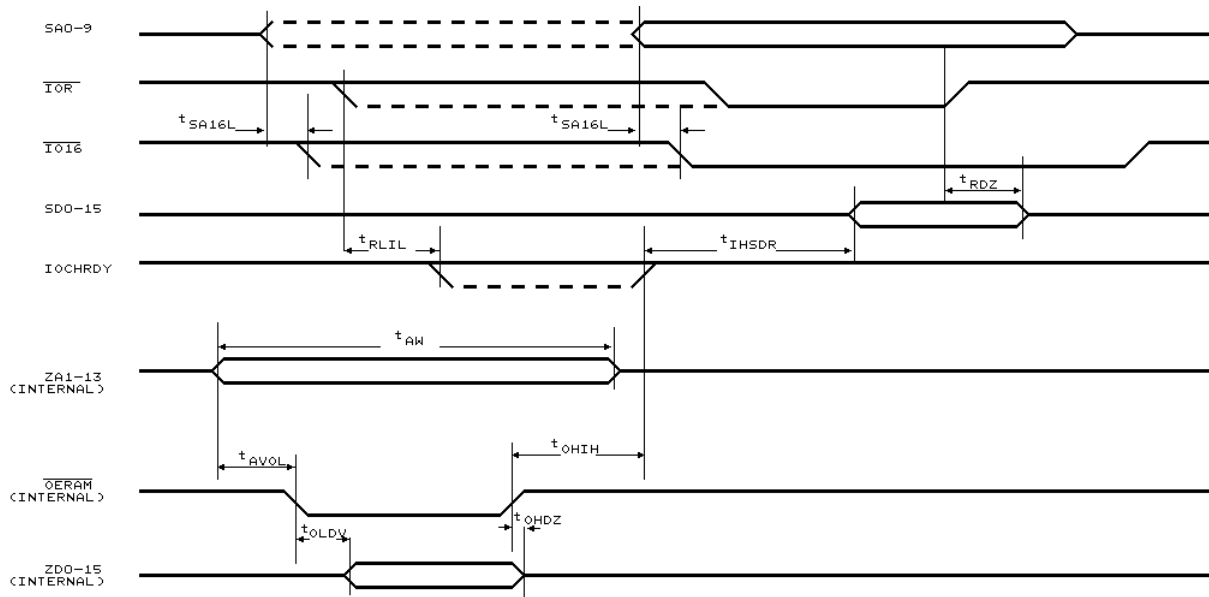 SA0-9
IOR
tSA16L
tSA16L
IO16
tRDZ
SD0-15
tRLIL
tIHSDR
IOCHRDY
tAW
ZA1-13
(INTERNAL)
tOHIH
tAVOL
OERAM
(INTERNAL)
tOHDZ
tOLDV
ZD0-15
(INTERNAL)